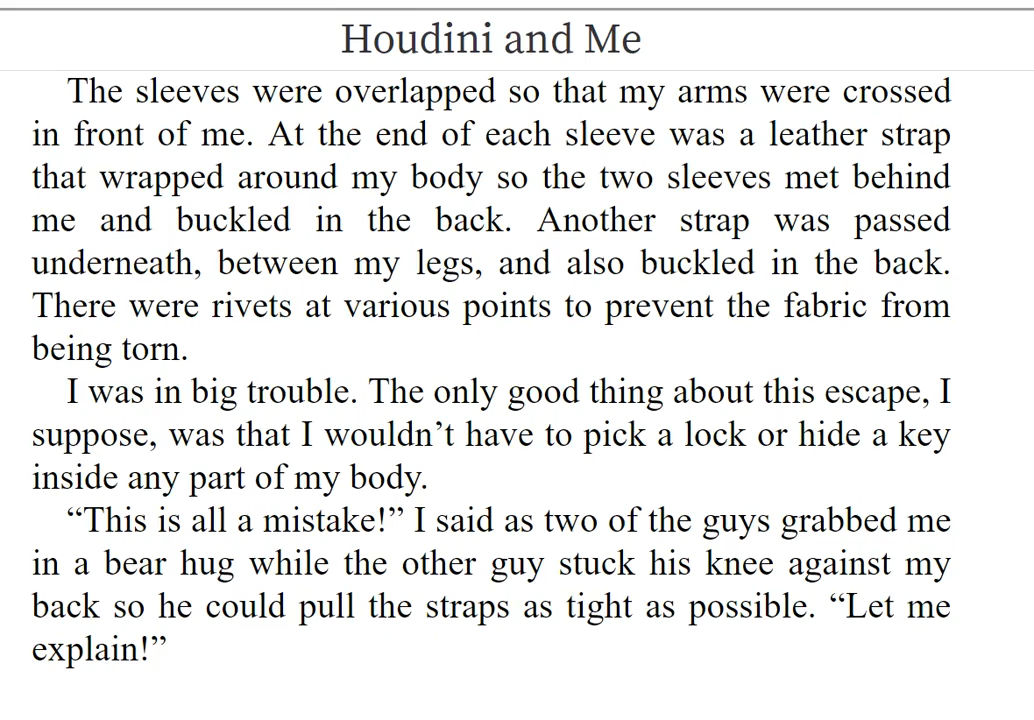 Houdini and Me
The sleeves were overlapped so that my arms were crossed
in front of me. At the end of each sleeve was a leather strap
that wrapped around my body so the two sleeves met behind
me and buckled in the back. Another strap was passed
underneath, between my legs, and also buckled in the back.
There were rivets at various points to prevent the fabric from
being torn.
I was in big trouble. The only good thing about this escape, I
suppose, was that I wouldn’t have to pick a lock or hide a key
inside any part of my body.
“This is all a mistake!” I said as two of the guys grabbed me
in a bear hug while the other guy stuck his knee against my
back so he could pull the straps as tight as possible. “Let me
explain!”